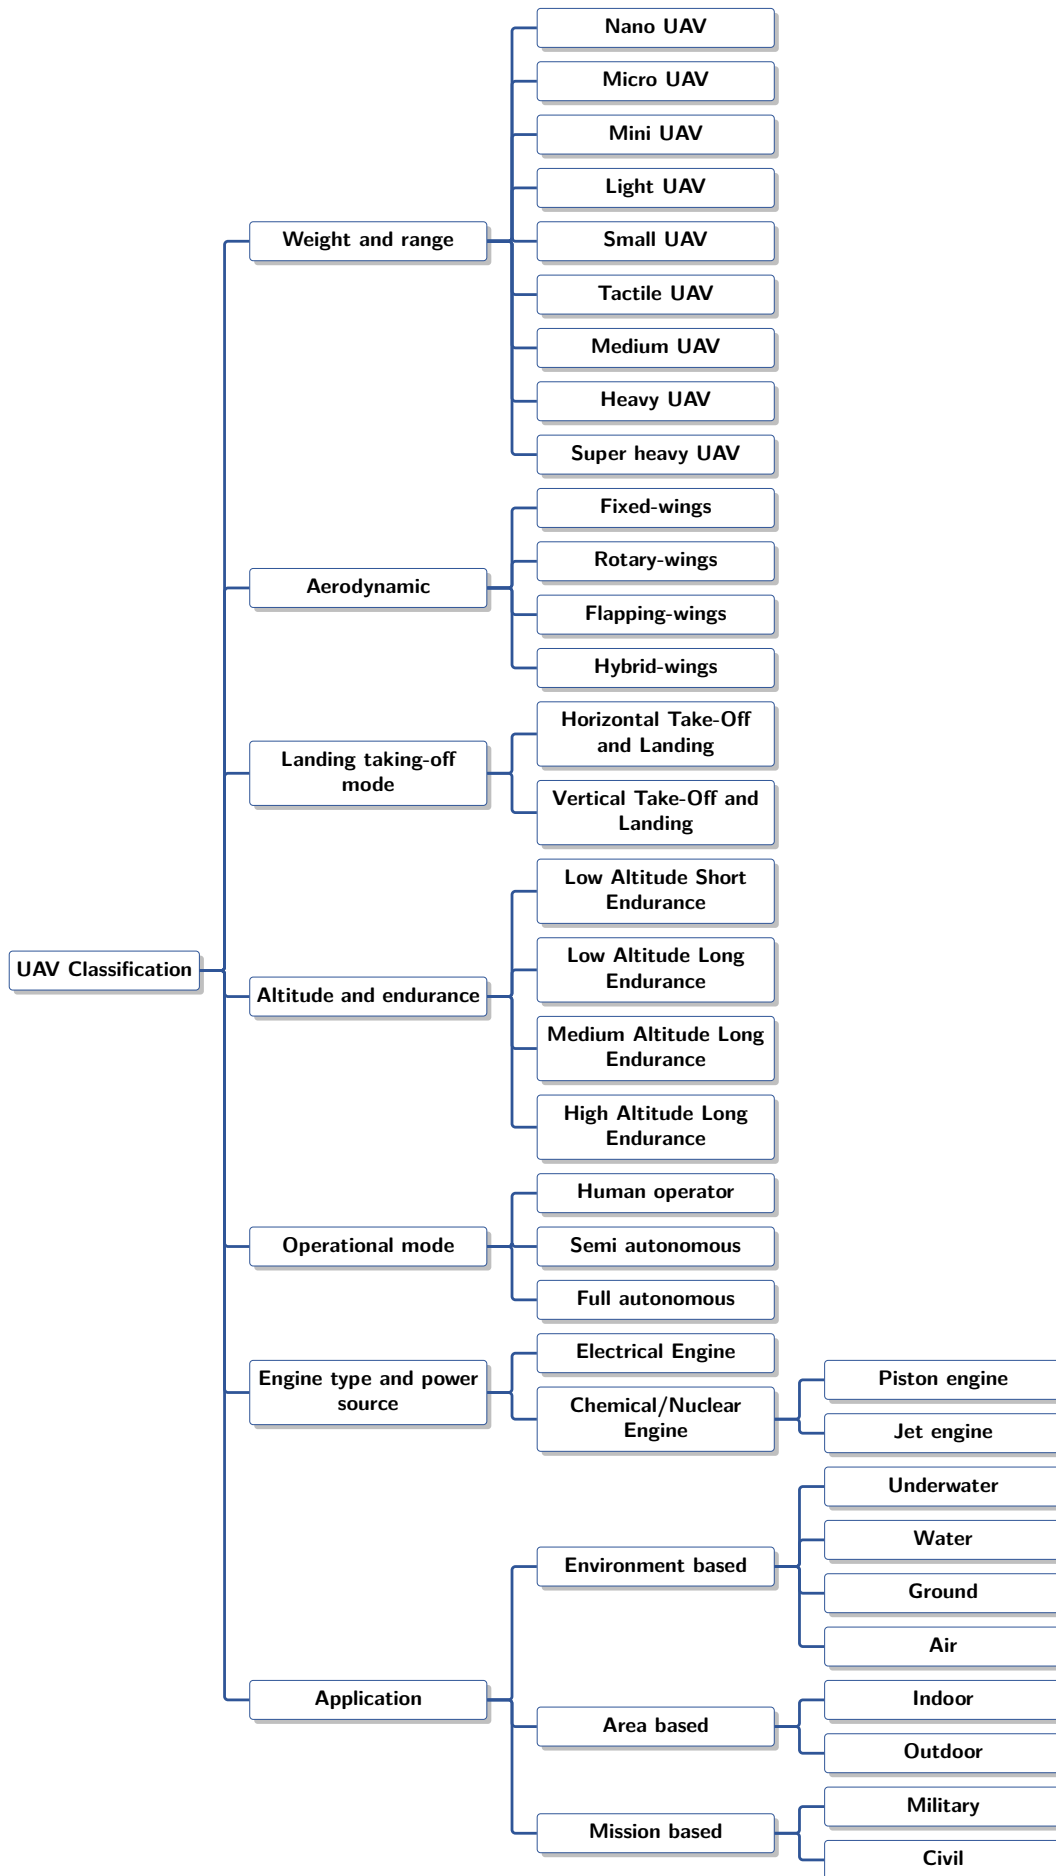 UAV Classification
Weight and range
Nano UAV
Micro UAV
Mini UAV
Light UAV
Small UAV
Tactile UAV
Medium UAV
Heavy UAV
Super heavy UAV
Aerodynamic
Fixed-wings
Rotary-wings
Flapping-wings
Hybrid-wings
Landing taking-off
mode
Horizontal Take-Off
and Landing
Vertical Take-Off and
Landing
Altitude and endurance
Low Altitude Short
Endurance
Low Altitude Long
Endurance
Medium Altitude Long
Endurance
High Altitude Long
Endurance
Operational mode
Human operator
Semi autonomous
Full autonomous
Engine type and power
source
Electrical Engine
Chemical/Nuclear
Engine
Piston engine
Jet engine
Application
Environment based
Underwater
Water
Ground
Air
Area based
Indoor
Outdoor
Mission based
Military
Civil